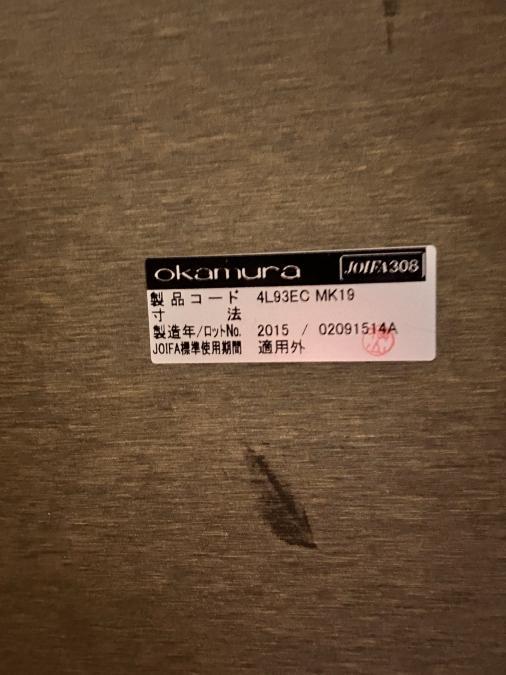 okamura JOIFA308
製品コード 4L93EC MK19
寸法
製造年/ロットNo. 2015 / 02091514A
JOIFA標準使用期間 適用外